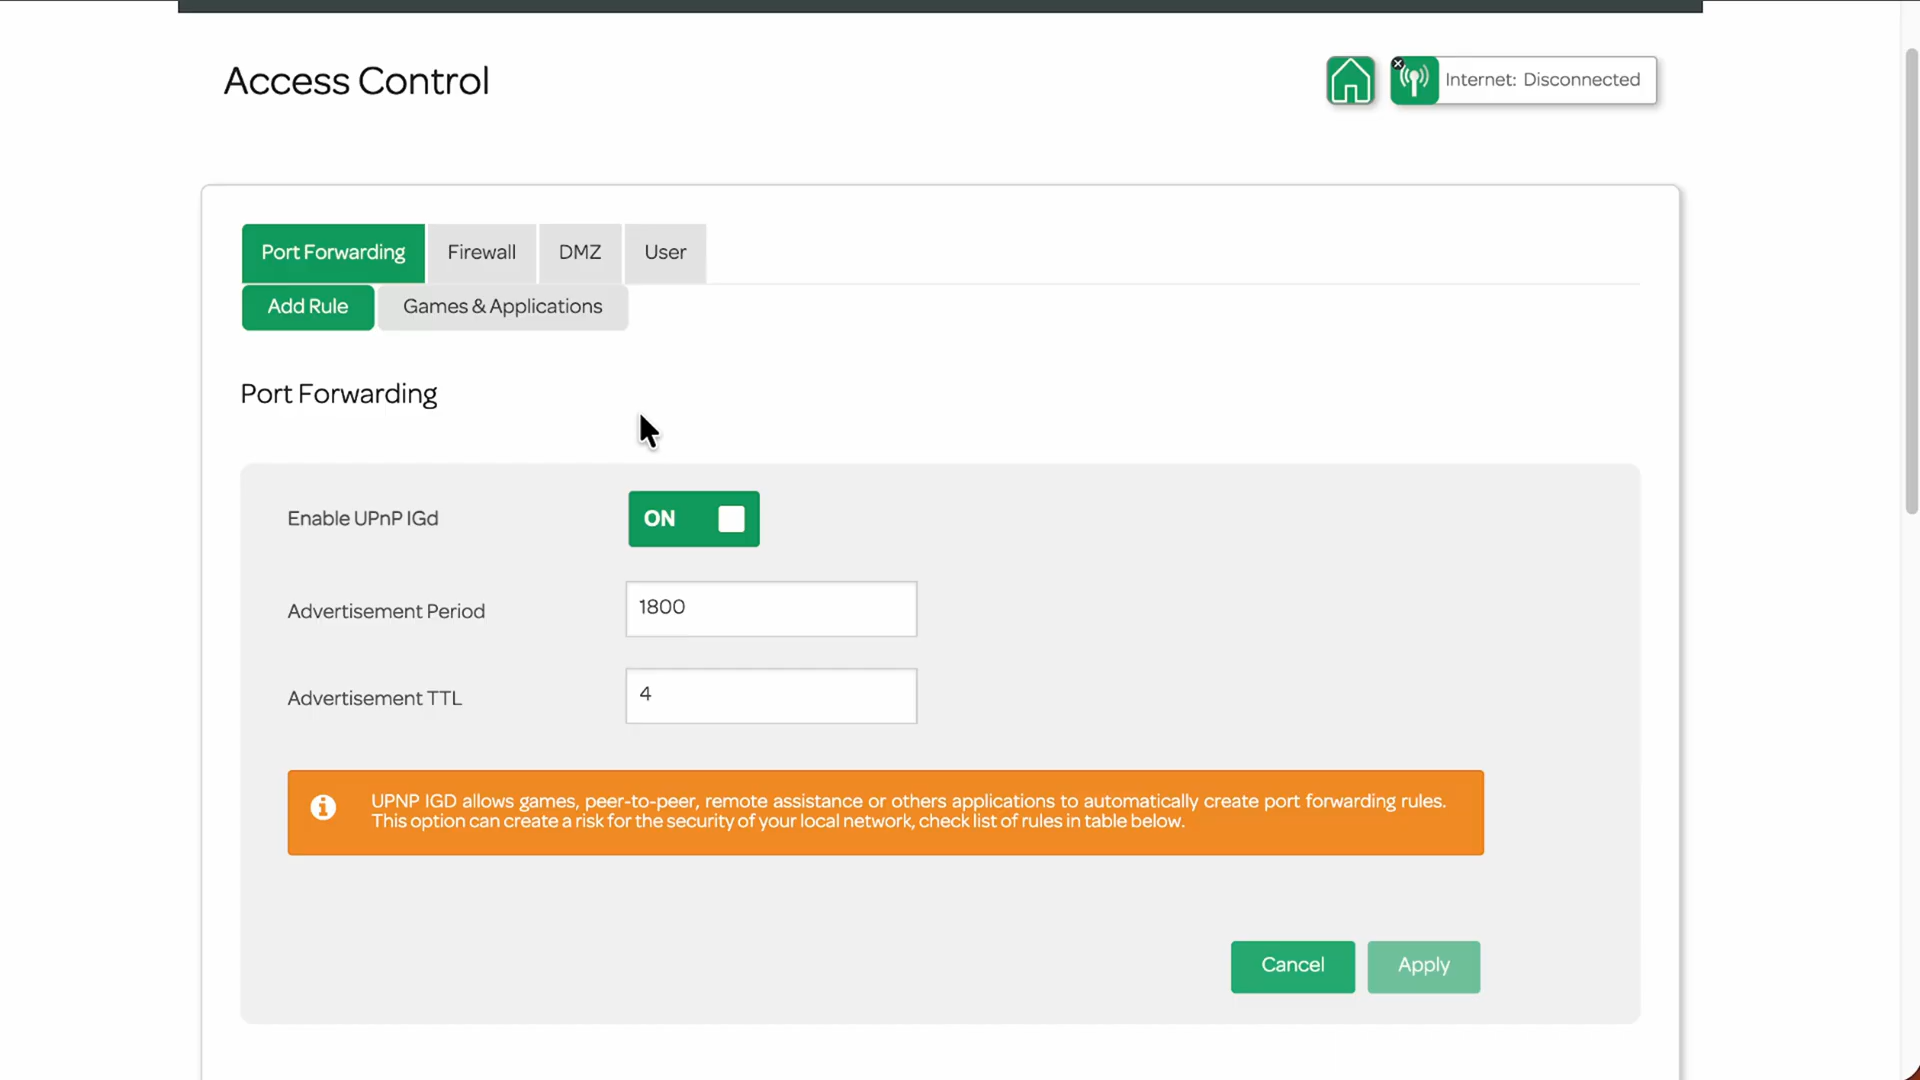 Access Control
Internet: Disconnected
Port Forwarding
Firewall
DMZ
User
Add Rule
Games & Applications
Port Forwarding
Enable UPnP IGd
ON
Advertisement Period
1800
Advertisement TTL
4
UPNP IGD allows games, peer-to-peer, remote assistance or others applications to automatically create port forwarding rules.
This option can create a risk for the security of your local network, check list of rules in table below.
Cancel
Apply